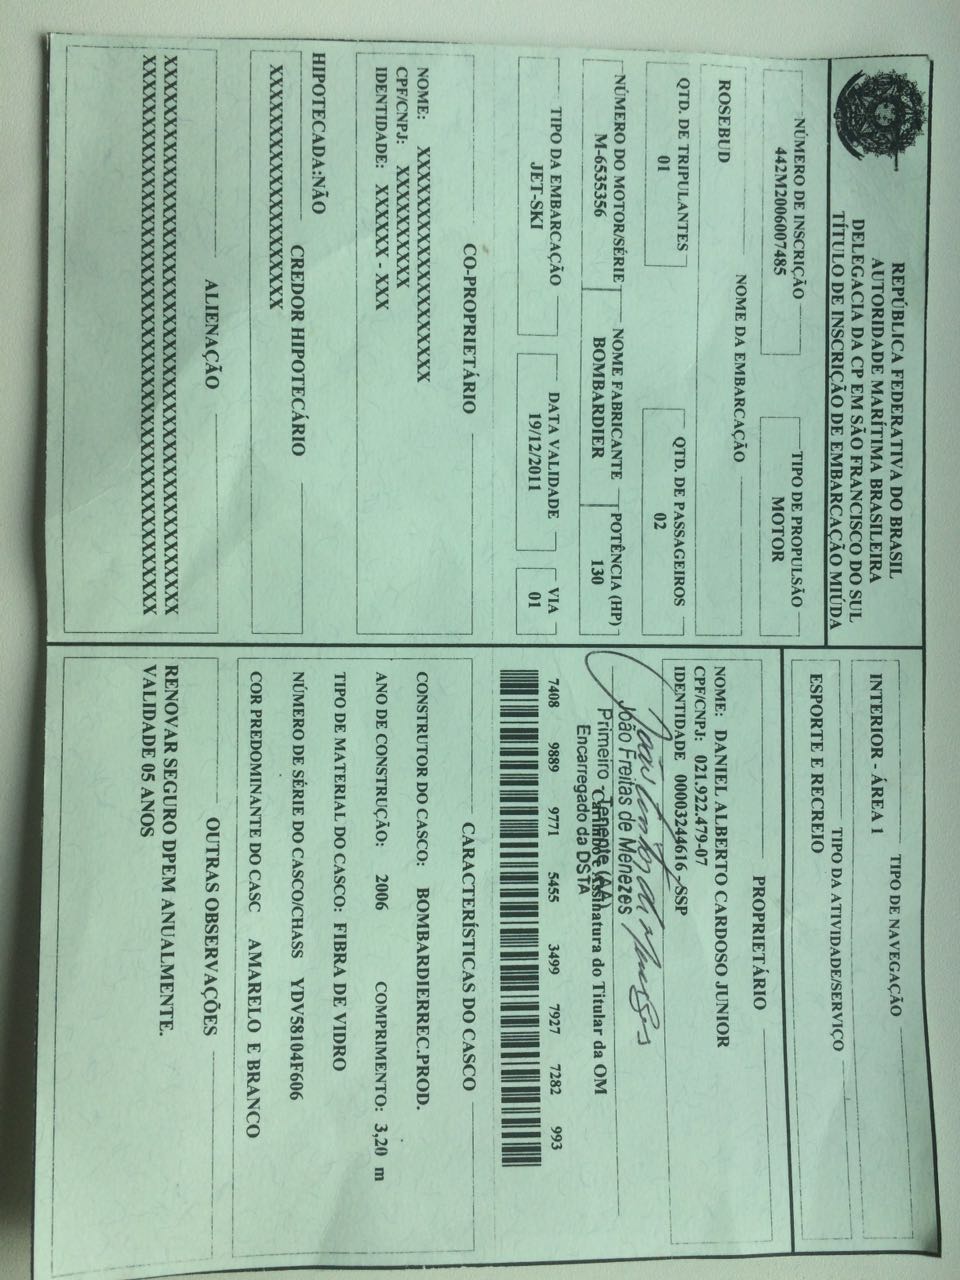 REPÚBLICA FEDERATIVA DO BRASIL
AUTORIDADE MARÍTIMA BRASILEIRA
DELEGACIA DA CP EM SÃO FRANCISCO DO SUL
TÍTULO DE INSCRIÇÃO DE EMBARCAÇÃO MIÚDA
NÚMERO DE INSCRIÇÃO
442M2006007485
TIPO DE PROPULSÃO
MOTOR
NOME DA EMBARCAÇÃO
ROSEBUD
QTD. DE TRIPULANTES
01
QTD. DE PASSAGEIROS
02
NÚMERO DO MOTOR/SÉRIE
M-6535356
NOME FABRICANTE
BOMBARDIER
POTÊNCIA (HP)
130
TIPO DA EMBARCAÇÃO
JET-SKI
DATA VALIDADE
19/12/2011
VIA
01
CO-PROPRIETÁRIO
NOME: XXXXXXXXXXXXXXXXXXXX
CPF/CNPJ: XXXXXXXXXX
IDENTIDADE: XXXXXX - XXX
CREDOR HIPOTECÁRIO
HIPOTECADA:NÃO
XXXXXXXXXXXXXXXXXXXX
ALIENAÇÃO
XXXXXXXXXXXXXXXXXXXXXXXXXXXXXXXXXXXXXXXXXXXXXXX
XXXXXXXXXXXXXXXXXXXXXXXXXXXXXXXXXXXXXXXXXXXXXXX
TIPO DE NAVEGAÇÃO
INTERIOR - ÁREA 1
TIPO DA ATIVIDADE/SERVIÇO
ESPORTE E RECREIO
PROPRIETÁRIO
NOME: DANIEL ALBERTO CARDOSO JUNIOR
CPF/CNPJ: 021.922.479-07
IDENTIDADE 00003244616 -SSP
João Freitas de Menezes
Primeiro Tenente (AA)
Carimbo e Assinatura do Titular da OM
Encarregado da DSTA
7408 9889 9771 5455 3499 7927 7282 993
CARACTERÍSTICAS DO CASCO
CONSTRUTOR DO CASCO: BOMBARDIERREC.PROD.
ANO DE CONSTRUÇÃO: 2006 COMPRIMENTO: 3,20 m
TIPO DE MATERIAL DO CASCO: FIBRA DE VIDRO
NÚMERO DE SÉRIE DO CASCO/CHASS YDV58104F606
COR PREDOMINANTE DO CASC AMARELO E BRANCO
OUTRAS OBSERVAÇÕES
RENOVAR SEGURO DPEM ANUALMENTE.
VALIDADE 05 ANOS